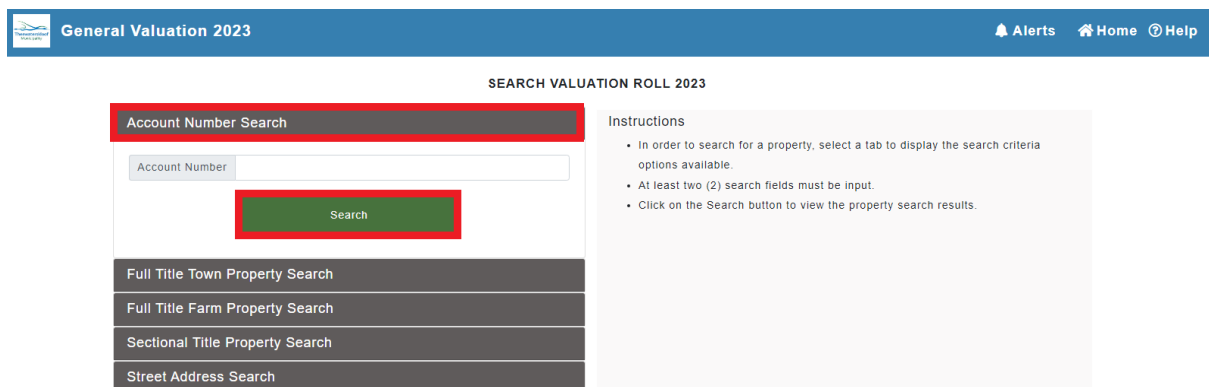 Theewaterskloof
General Valuation 2023
Alerts
Home
Help
SEARCH VALUATION ROLL 2023
Account Number Search
Account Number
Search
Full Title Town Property Search
Full Title Farm Property Search
Sectional Title Property Search
Street Address Search
Instructions
• In order to search for a property, select a tab to display the search criteria
options available.
• At least two (2) search fields must be input.
• Click on the Search button to view the property search results.